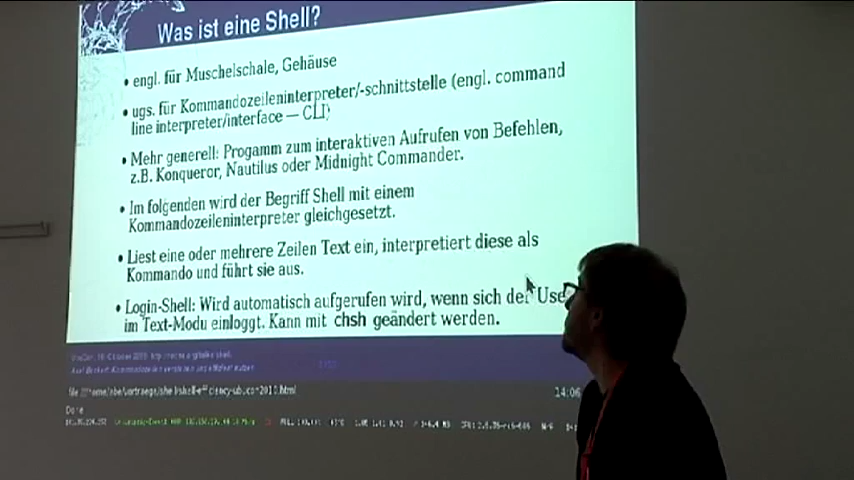 Was ist eine Shell?
• engl. für Muschelschale, Gehäuse
• ugs. für Kommandozeileninterpreter/-schnittstelle (engl. command
line interpreter/interface — CLI)
• Mehr generell: Progamm zum interaktiven Aufrufen von Befehlen,
z.B. Konqueror, Nautilus oder Midnight Commander.
• Im folgenden wird der Begriff Shell mit einem
Kommandozeileninterpreter gleichgesetzt.
• Liest eine oder mehrere Zeilen Text ein, interpretiert diese als
Kommando und führt sie aus.
• Login-Shell: Wird automatisch aufgerufen wird, wenn sich der Use
im Text-Modu einloggt. Kann mit chsh geändert werden.
14:06
Done